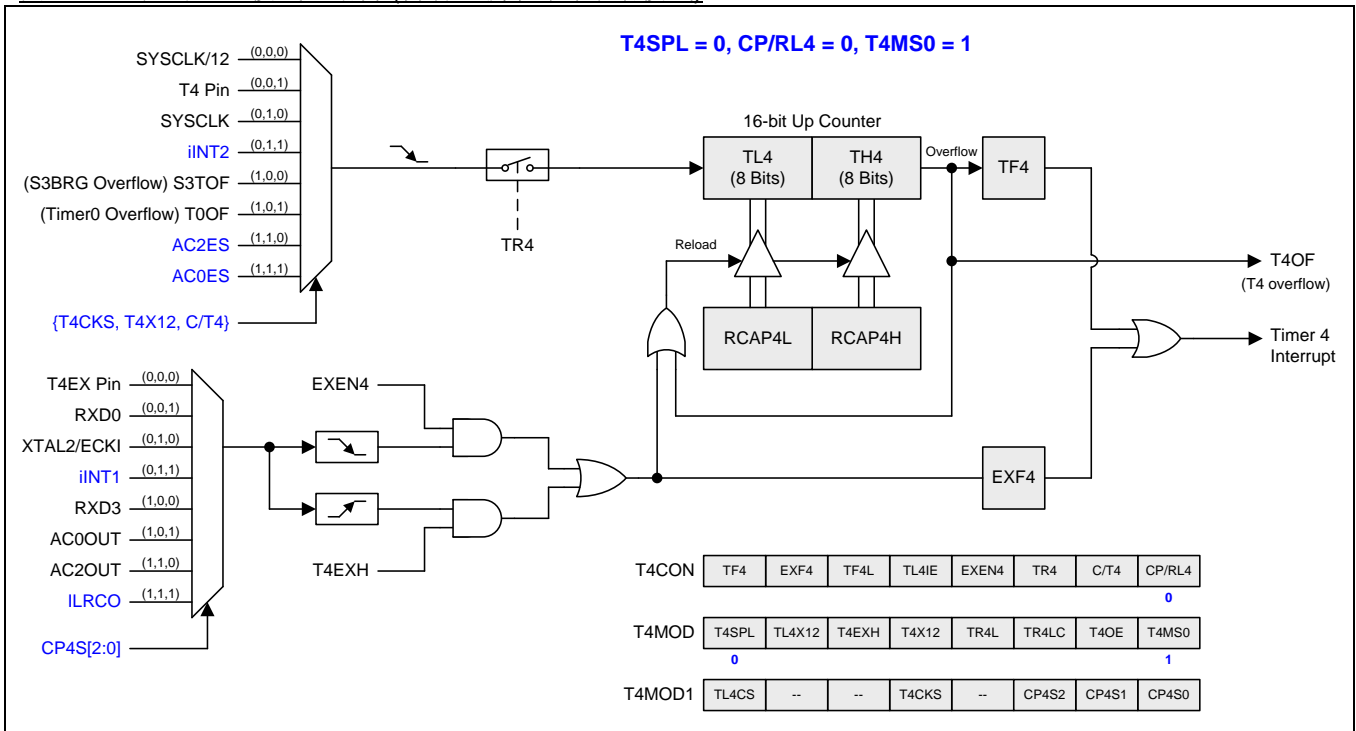 T4SPL = 0, CP/RL4 = 0, T4MS0 = 1
SYSCLK/12 (0,0,0)
T4 Pin (0,0,1)
SYSCLK (0,1,0)
iINT2 (0,1,1)
(S3BRG Overflow) S3TOF (1,0,0)
(Timer0 Overflow) T0OF (1,0,1)
AC2ES (1,1,0)
AC0ES (1,1,1)
{T4CKS, T4X12, C/T4}
TR4
16-bit Up Counter
TL4
(8 Bits)
TH4
(8 Bits)
Overflow
TF4
Reload
RCAP4L
RCAP4H
T4OF
(T4 overflow)
Timer 4
Interrupt
T4EX Pin (0,0,0)
RXD0 (0,0,1)
XTAL2/ECKI (0,1,0)
iINT1 (0,1,1)
RXD3 (1,0,0)
AC0OUT (1,0,1)
AC2OUT (1,1,0)
ILRCO (1,1,1)
CP4S[2:0]
EXEN4
T4EXH
EXF4
T4CON TF4 EXF4 TF4L TL4IE EXEN4 TR4 C/T4 CP/RL4
0
T4MOD T4SPL TL4X12 T4EXH T4X12 TR4L TR4LC T4OE T4MS0
0 1
T4MOD1 TL4CS -- -- T4CKS -- CP4S2 CP4S1 CP4S0